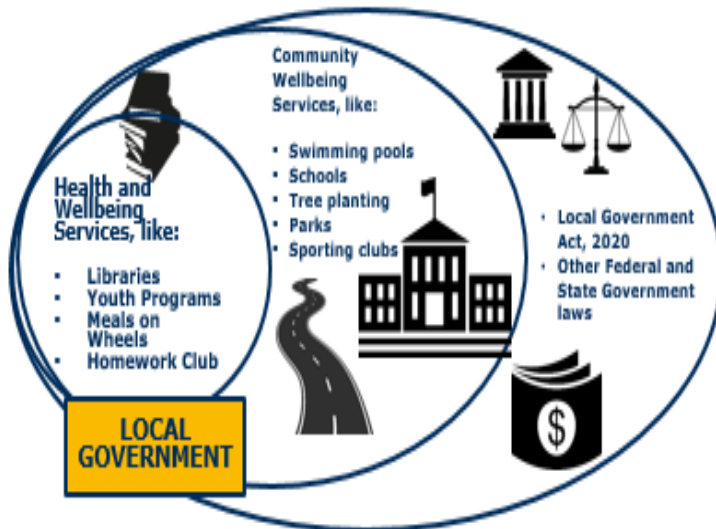 Community
Wellbeing
Services, like:
▪ Swimming pools
▪ Schools
▪ Tree planting
▪ Parks
▪ Sporting clubs
Health and
Wellbeing
Services, like:
▪ Libraries
▪ Youth Programs
▪ Meals on
Wheels
▪ Homework Club
• Local Government
Act, 2020
• Other Federal and
State Government
laws
$
LOCAL
GOVERNMENT